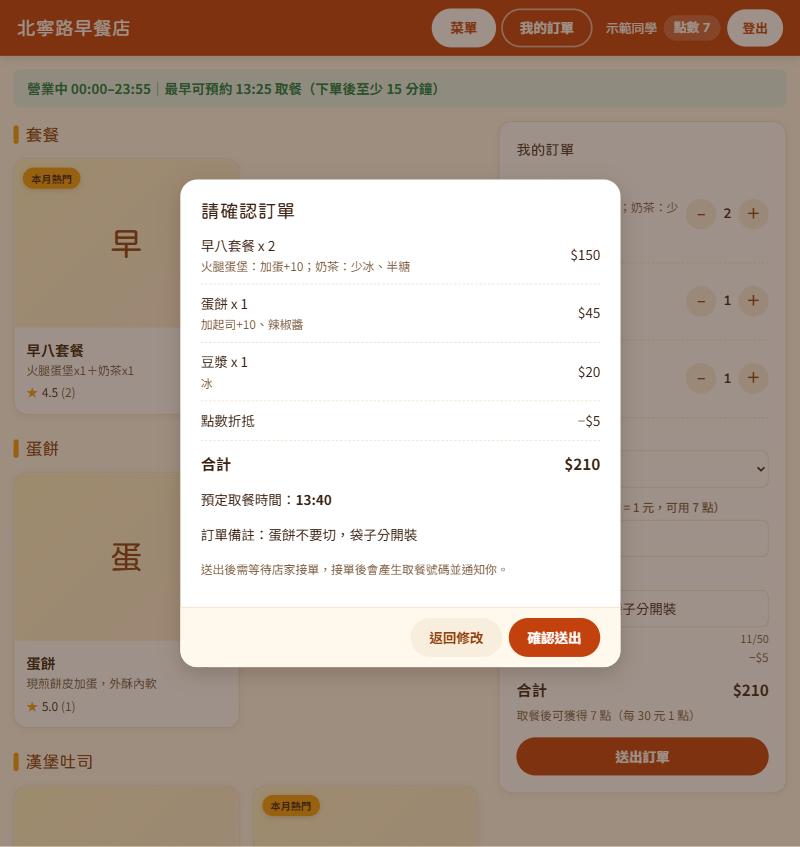 北寧路早餐店
菜單
我的訂單
示範同學
點數 7
登出
營業中 00:00–23:55｜最早可預約 13:25 取餐（下單後至少 15 分鐘）
套餐
本月熱門
早
早八套餐
火腿蛋堡x1＋奶茶x1
★ 4.5 (2)
蛋餅
蛋
蛋餅
現煎餅皮加蛋，外酥內軟
★ 5.0 (1)
漢堡吐司
本月熱門
請確認訂單
早八套餐 x 2
$150
火腿蛋堡：加蛋+10；奶茶：少冰、半糖
蛋餅 x 1
$45
加起司+10、辣椒醬
豆漿 x 1
$20
冰
點數折抵
−$5
合計
$210
預定取餐時間：13:40
訂單備註：蛋餅不要切，袋子分開裝
送出後需等待店家接單，接單後會產生取餐號碼並通知你。
返回修改
確認送出
我的訂單
；奶茶：少
−
2
+
−
1
+
−
1
+
= 1 元，可用 7 點）
子分開裝
11/50
−$5
合計
$210
取餐後可獲得 7 點（每 30 元 1 點）
送出訂單